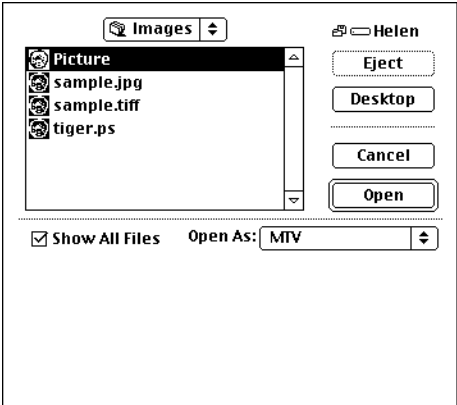 Images
Helen
Picture
sample.jpg
sample.tiff
tiger.ps
Eject
Desktop
Cancel
Open
Show All Files
Open As: MTV